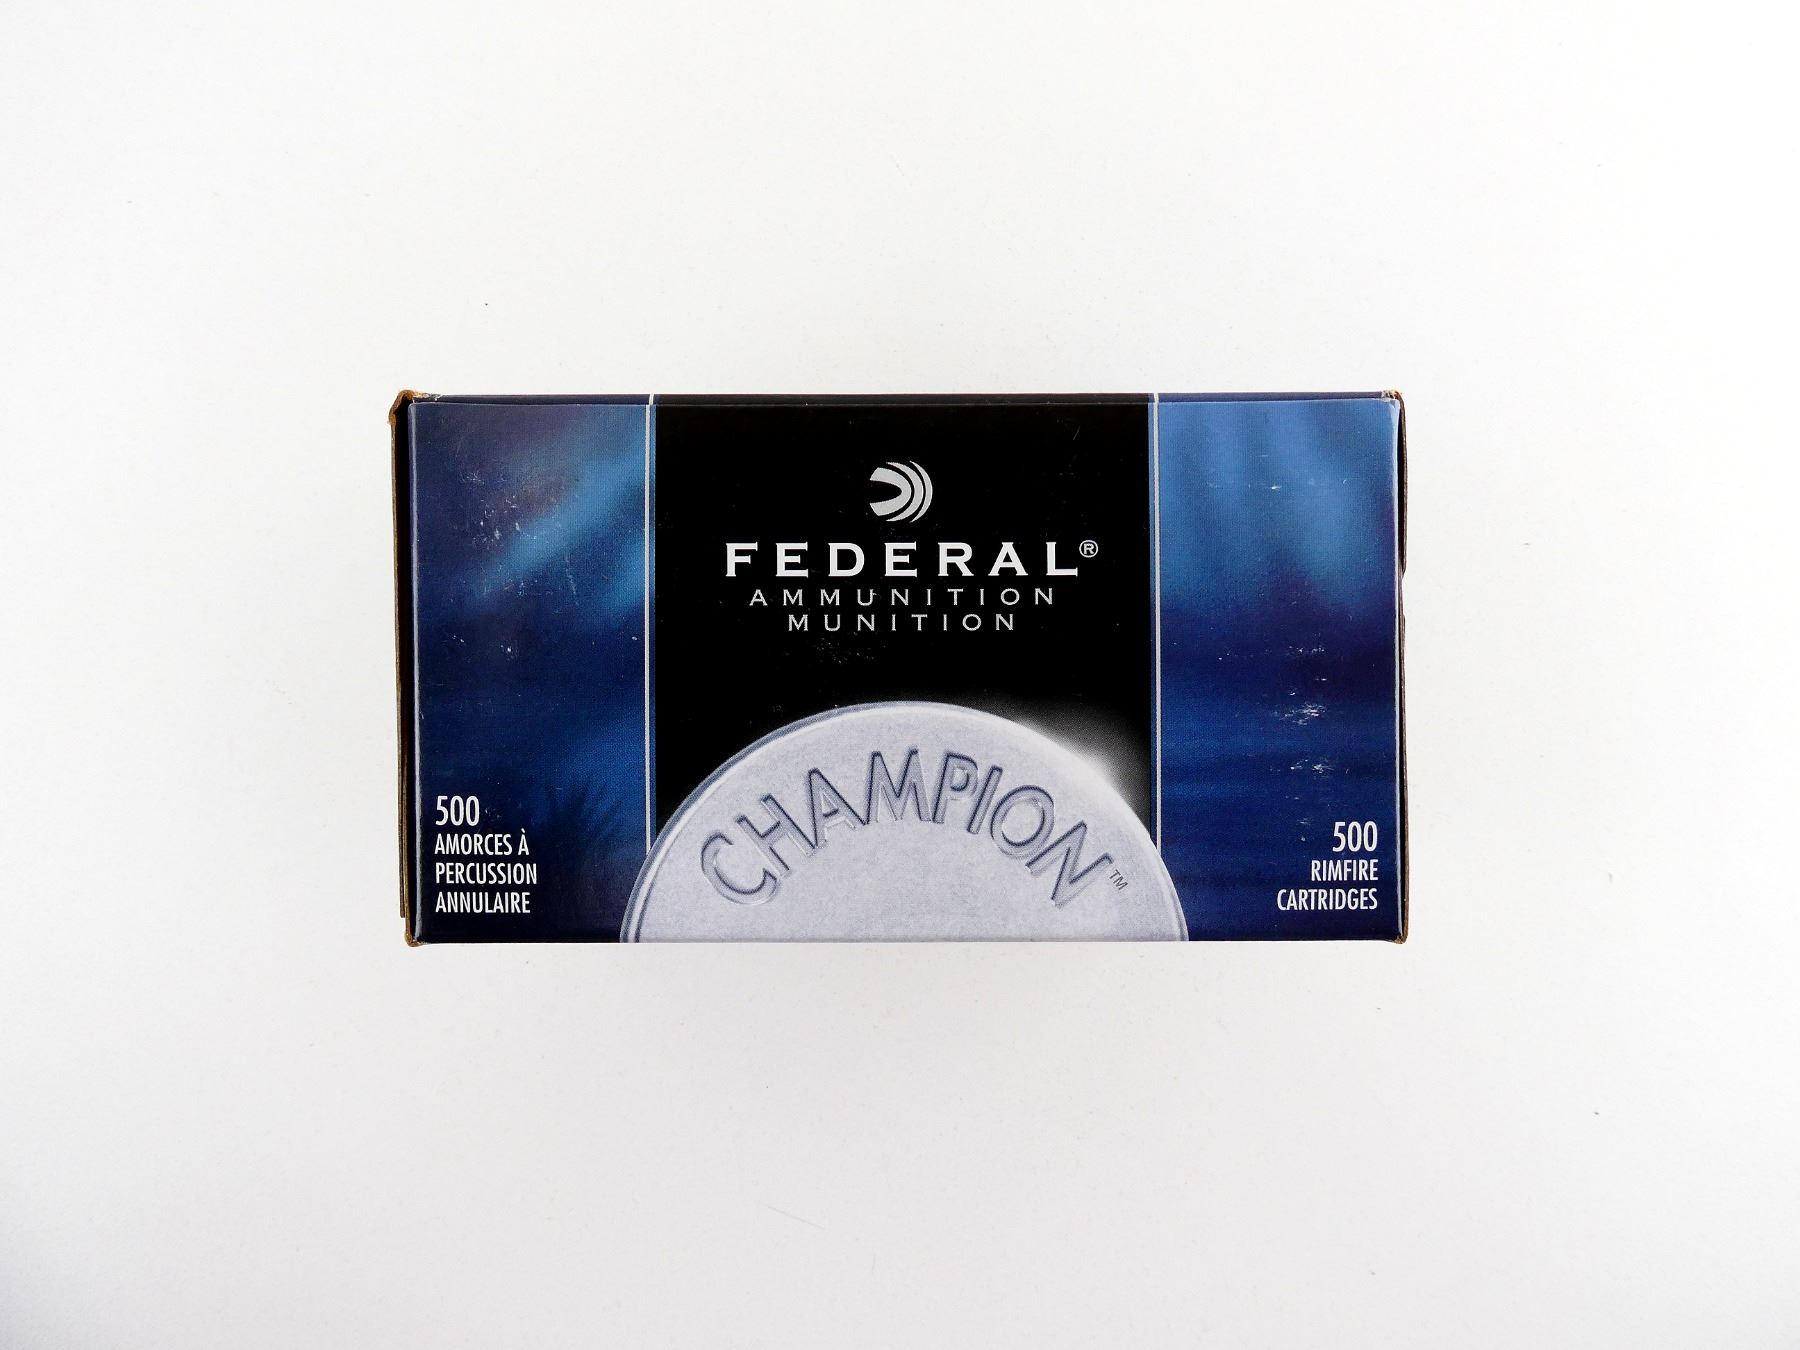 FEDERAL®
AMMUNITION
MUNITION
CHAMPION™
500
AMORCES À
PERCUSSION
ANNULAIRE
500
RIMFIRE
CARTRIDGES